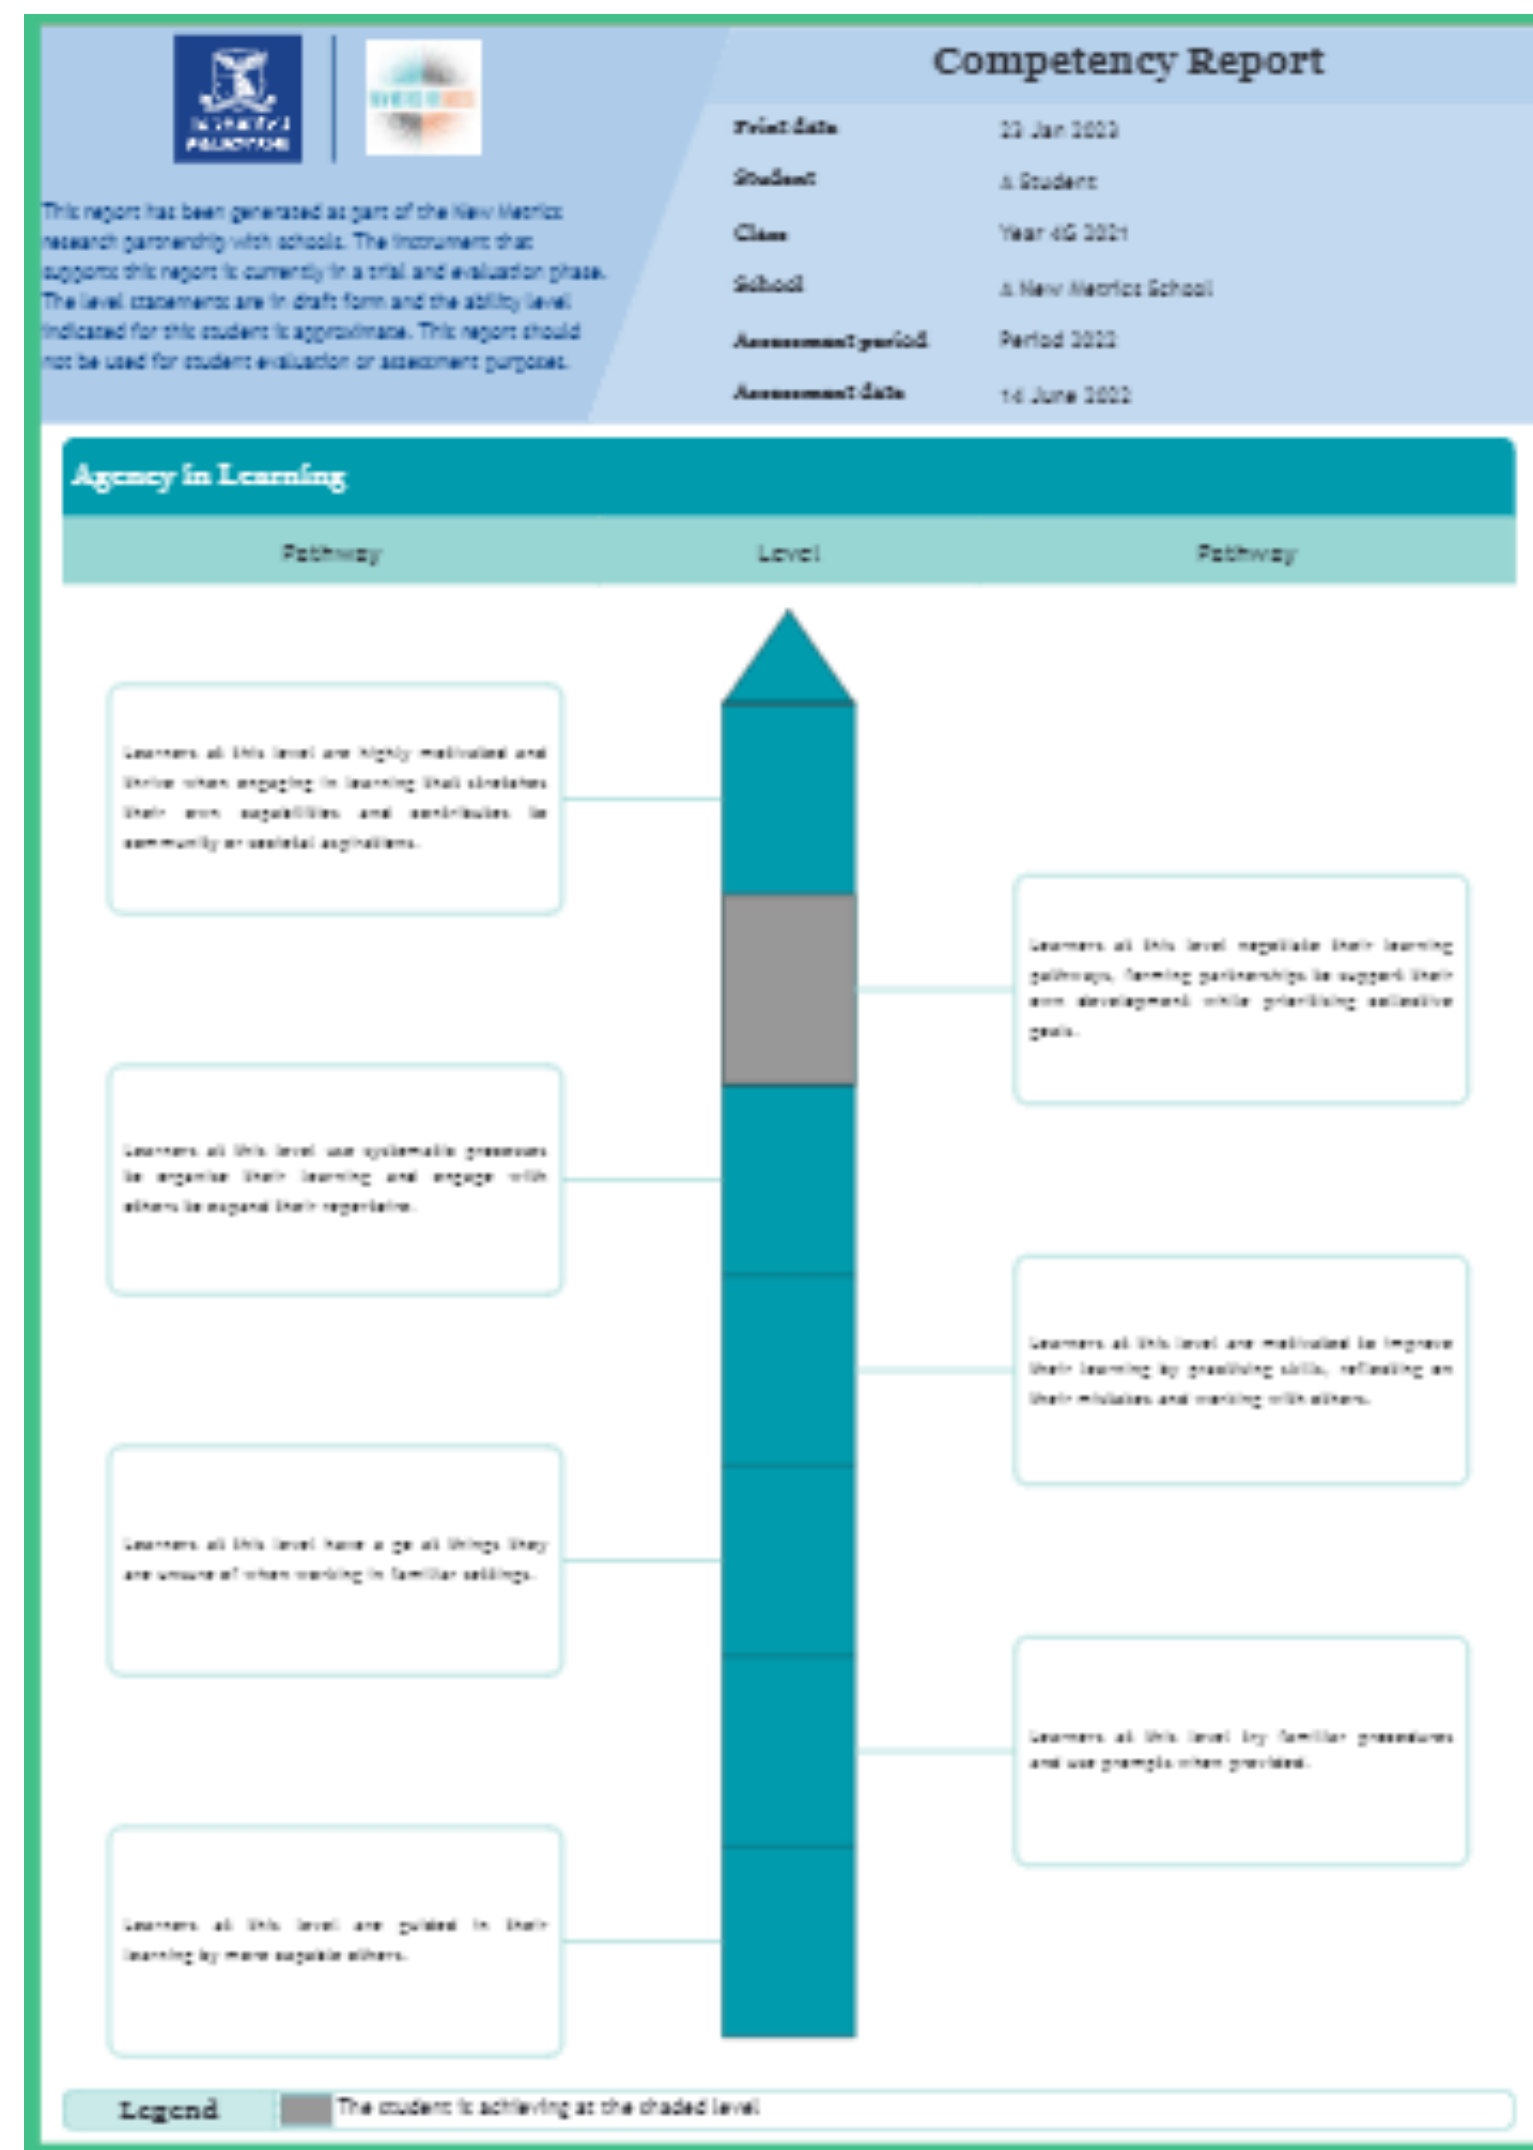 Competency Report
Print date 23 Jan 2023
Student A Student
Class Year 4G 2021
School A New Metrics School
Assessment period Period 2022
Assessment date 14 June 2022
This report has been generated as part of the New Metrics
research partnership with schools. The instrument that
supports this report is currently in a trial and evaluation phase.
The level statements are in draft form and the ability level
indicated for this student is approximate. This report should
not be used for student evaluation or assessment purposes.
Agency in Learning
Pathway Level Pathway
Learners at this level are highly motivated and
thrive when engaging in learning that stretches
their own capabilities and contributes to
community or societal aspirations.
Learners at this level negotiate their learning
pathways, forming partnerships to support their
own development while prioritising collective
goals.
Learners at this level use systematic processes
to organise their learning and engage with
others to expand their repertoire.
Learners at this level are motivated to improve
their learning by practising skills, reflecting on
their mistakes and working with others.
Learners at this level have a go at things they
are unsure of when working in familiar settings.
Learners at this level try familiar procedures
and use prompts when provided.
Learners at this level are guided in their
learning by more capable others.
Legend The student is achieving at the shaded level